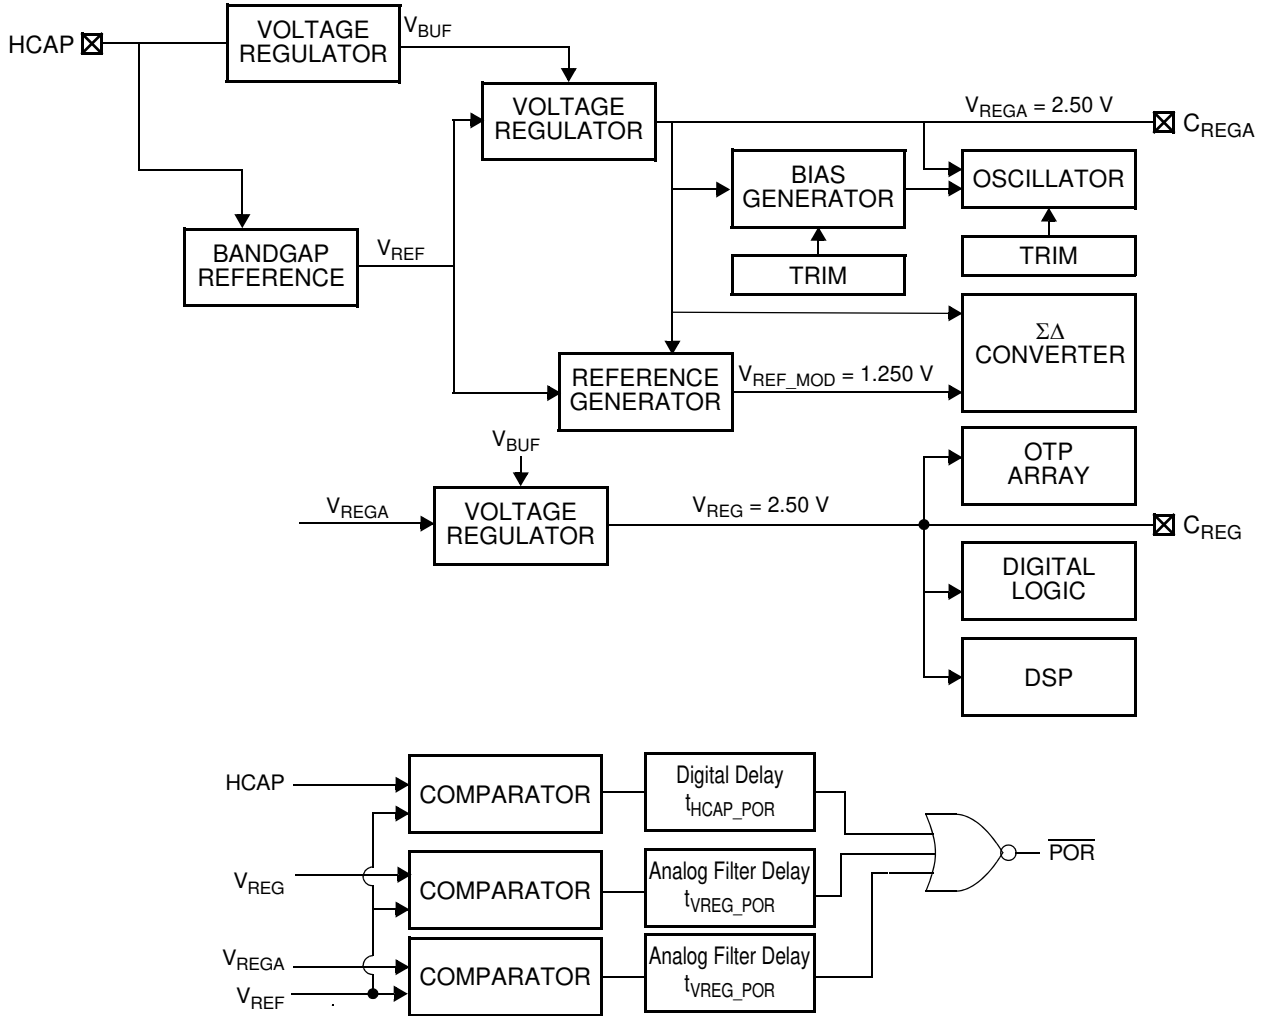 HCAP
VOLTAGE
REGULATOR
VBUF
VOLTAGE
REGULATOR
VREGA = 2.50 V
CREGA
BIAS
GENERATOR
OSCILLATOR
BANDGAP
REFERENCE
VREF
TRIM
TRIM
ΣΔ
CONVERTER
REFERENCE
GENERATOR
VREF_MOD = 1.250 V
VBUF
OTP
ARRAY
VREGA
VOLTAGE
REGULATOR
VREG = 2.50 V
CREG
DIGITAL
LOGIC
DSP
HCAP
COMPARATOR
Digital Delay
tHCAP_POR
POR
VREG
COMPARATOR
Analog Filter Delay
tVREG_POR
VREGA
VREF
COMPARATOR
Analog Filter Delay
tVREG_POR